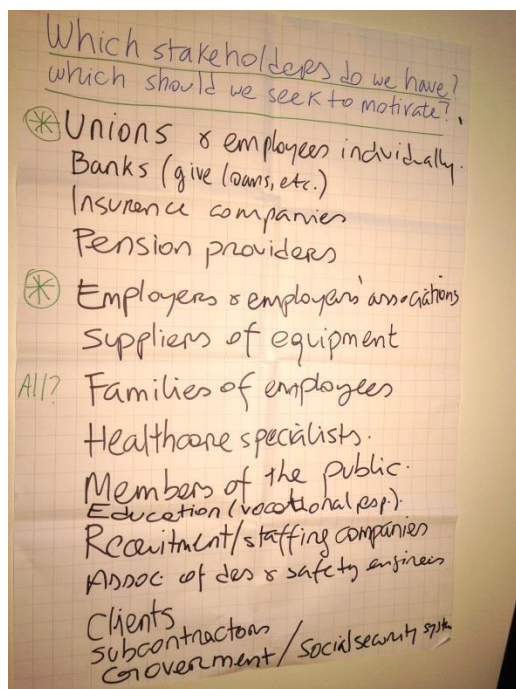 Which stakeholders do we have?
which should we seek to motivate?.
* Unions & employees individually.
Banks (give loans, etc.)
Insurence companies
Pension providers
* Employers & employers' associations
Suppliers of equipment
All? Families of employees
Healthcare specialists.
Members of the public.
Education (vocational esp.).
Recruitment/staffing companies
Assoc of des & safety engineers
Clients
subcontractors
Government/social security system